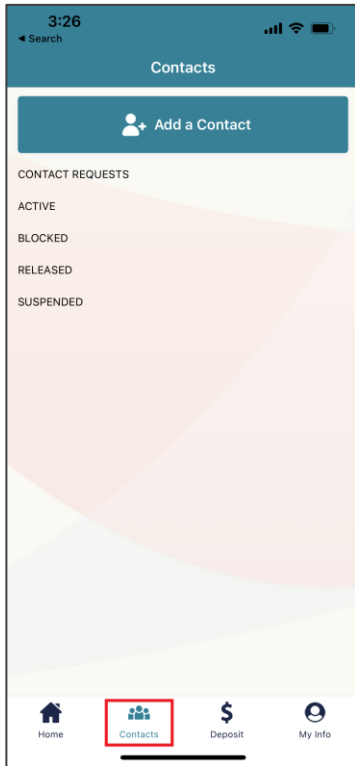 3:26
◀ Search
Contacts
Add a Contact
CONTACT REQUESTS
ACTIVE
BLOCKED
RELEASED
SUSPENDED
Home Contacts Deposit My Info